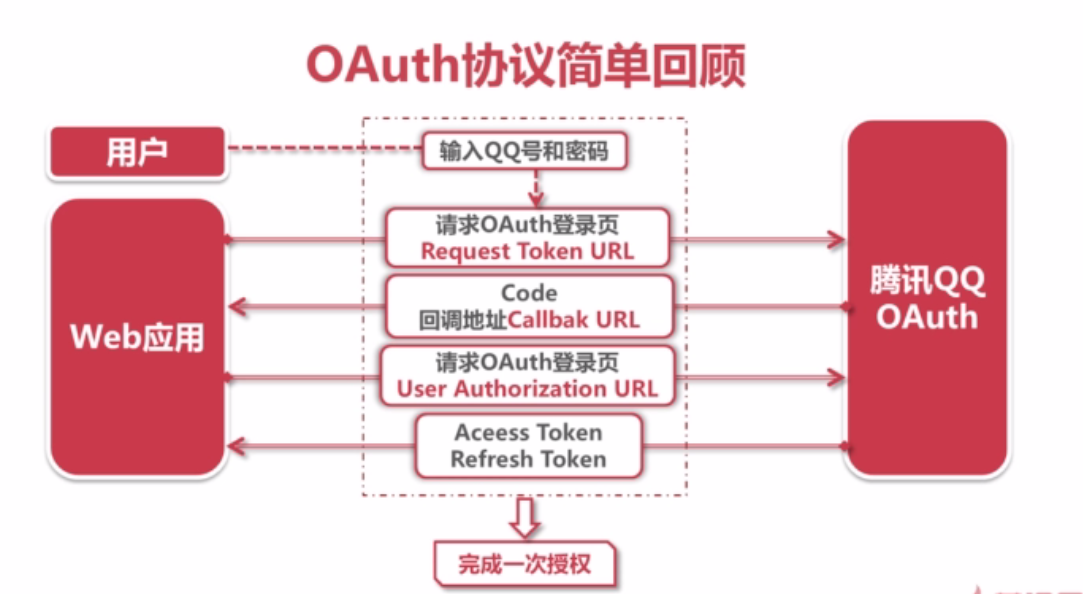 OAuth协议简单回顾
用户
输入QQ号和密码
请求OAuth登录页
Request Token URL
Code
回调地址Callbak URL
请求OAuth登录页
User Authorization URL
Aceess Token
Refresh Token
Web应用
腾讯QQ
OAuth
完成一次授权